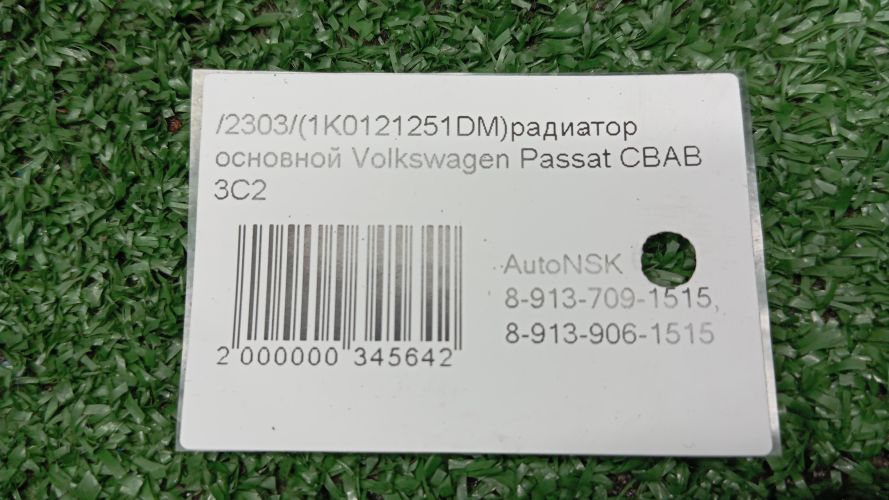 /2303/(1K0121251DM)радиатор
основной Volkswagen Passat CBAB
3C2
AutoNSK
8-913-709-1515,
8-913-906-1515
2 000000 345642